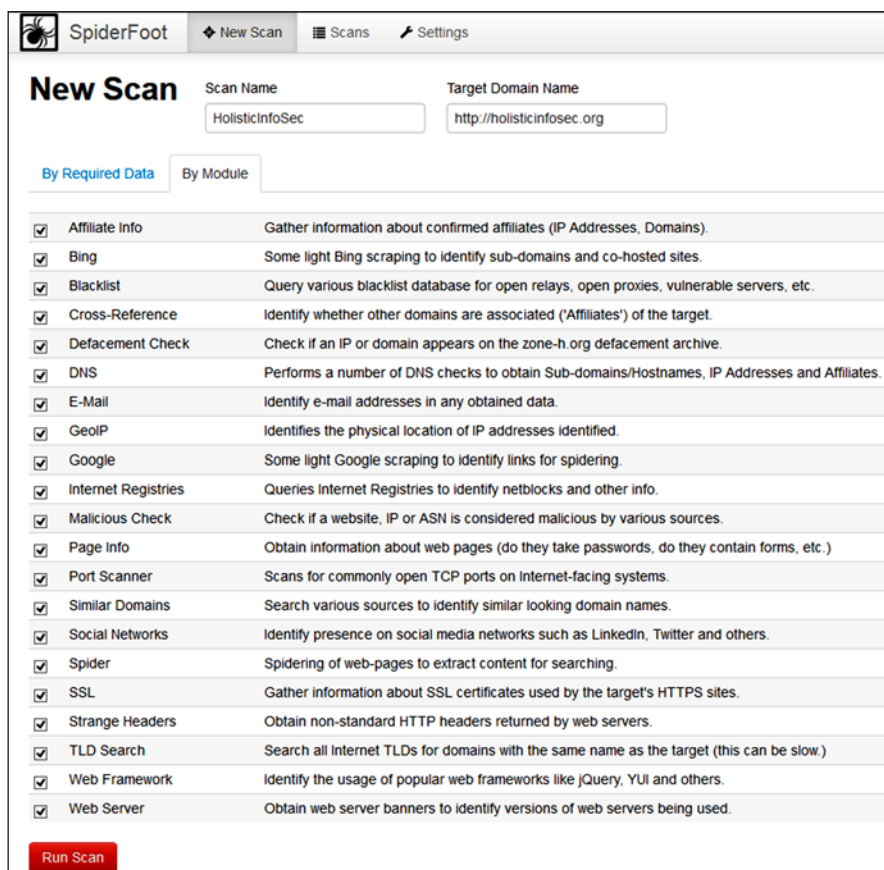 SpiderFoot New Scan Scans Settings
New Scan
Scan Name Target Domain Name
HolisticInfoSec http://holisticinfosec.org
By Required Data By Module
Affiliate Info Gather information about confirmed affiliates (IP Addresses, Domains).
Bing Some light Bing scraping to identify sub-domains and co-hosted sites.
Blacklist Query various blacklist database for open relays, open proxies, vulnerable servers, etc.
Cross-Reference Identify whether other domains are associated ('Affiliates') of the target.
Defacement Check Check if an IP or domain appears on the zone-h.org defacement archive.
DNS Performs a number of DNS checks to obtain Sub-domains/Hostnames, IP Addresses and Affiliates.
E-Mail Identify e-mail addresses in any obtained data.
GeoIP Identifies the physical location of IP addresses identified.
Google Some light Google scraping to identify links for spidering.
Internet Registries Queries Internet Registries to identify netblocks and other info.
Malicious Check Check if a website, IP or ASN is considered malicious by various sources.
Page Info Obtain information about web pages (do they take passwords, do they contain forms, etc.)
Port Scanner Scans for commonly open TCP ports on Internet-facing systems.
Similar Domains Search various sources to identify similar looking domain names.
Social Networks Identify presence on social media networks such as LinkedIn, Twitter and others.
Spider Spidering of web-pages to extract content for searching.
SSL Gather information about SSL certificates used by the target's HTTPS sites.
Strange Headers Obtain non-standard HTTP headers returned by web servers.
TLD Search Search all Internet TLDs for domains with the same name as the target (this can be slow.)
Web Framework Identify the usage of popular web frameworks like jQuery, YUI and others.
Web Server Obtain web server banners to identify versions of web servers being used.
Run Scan